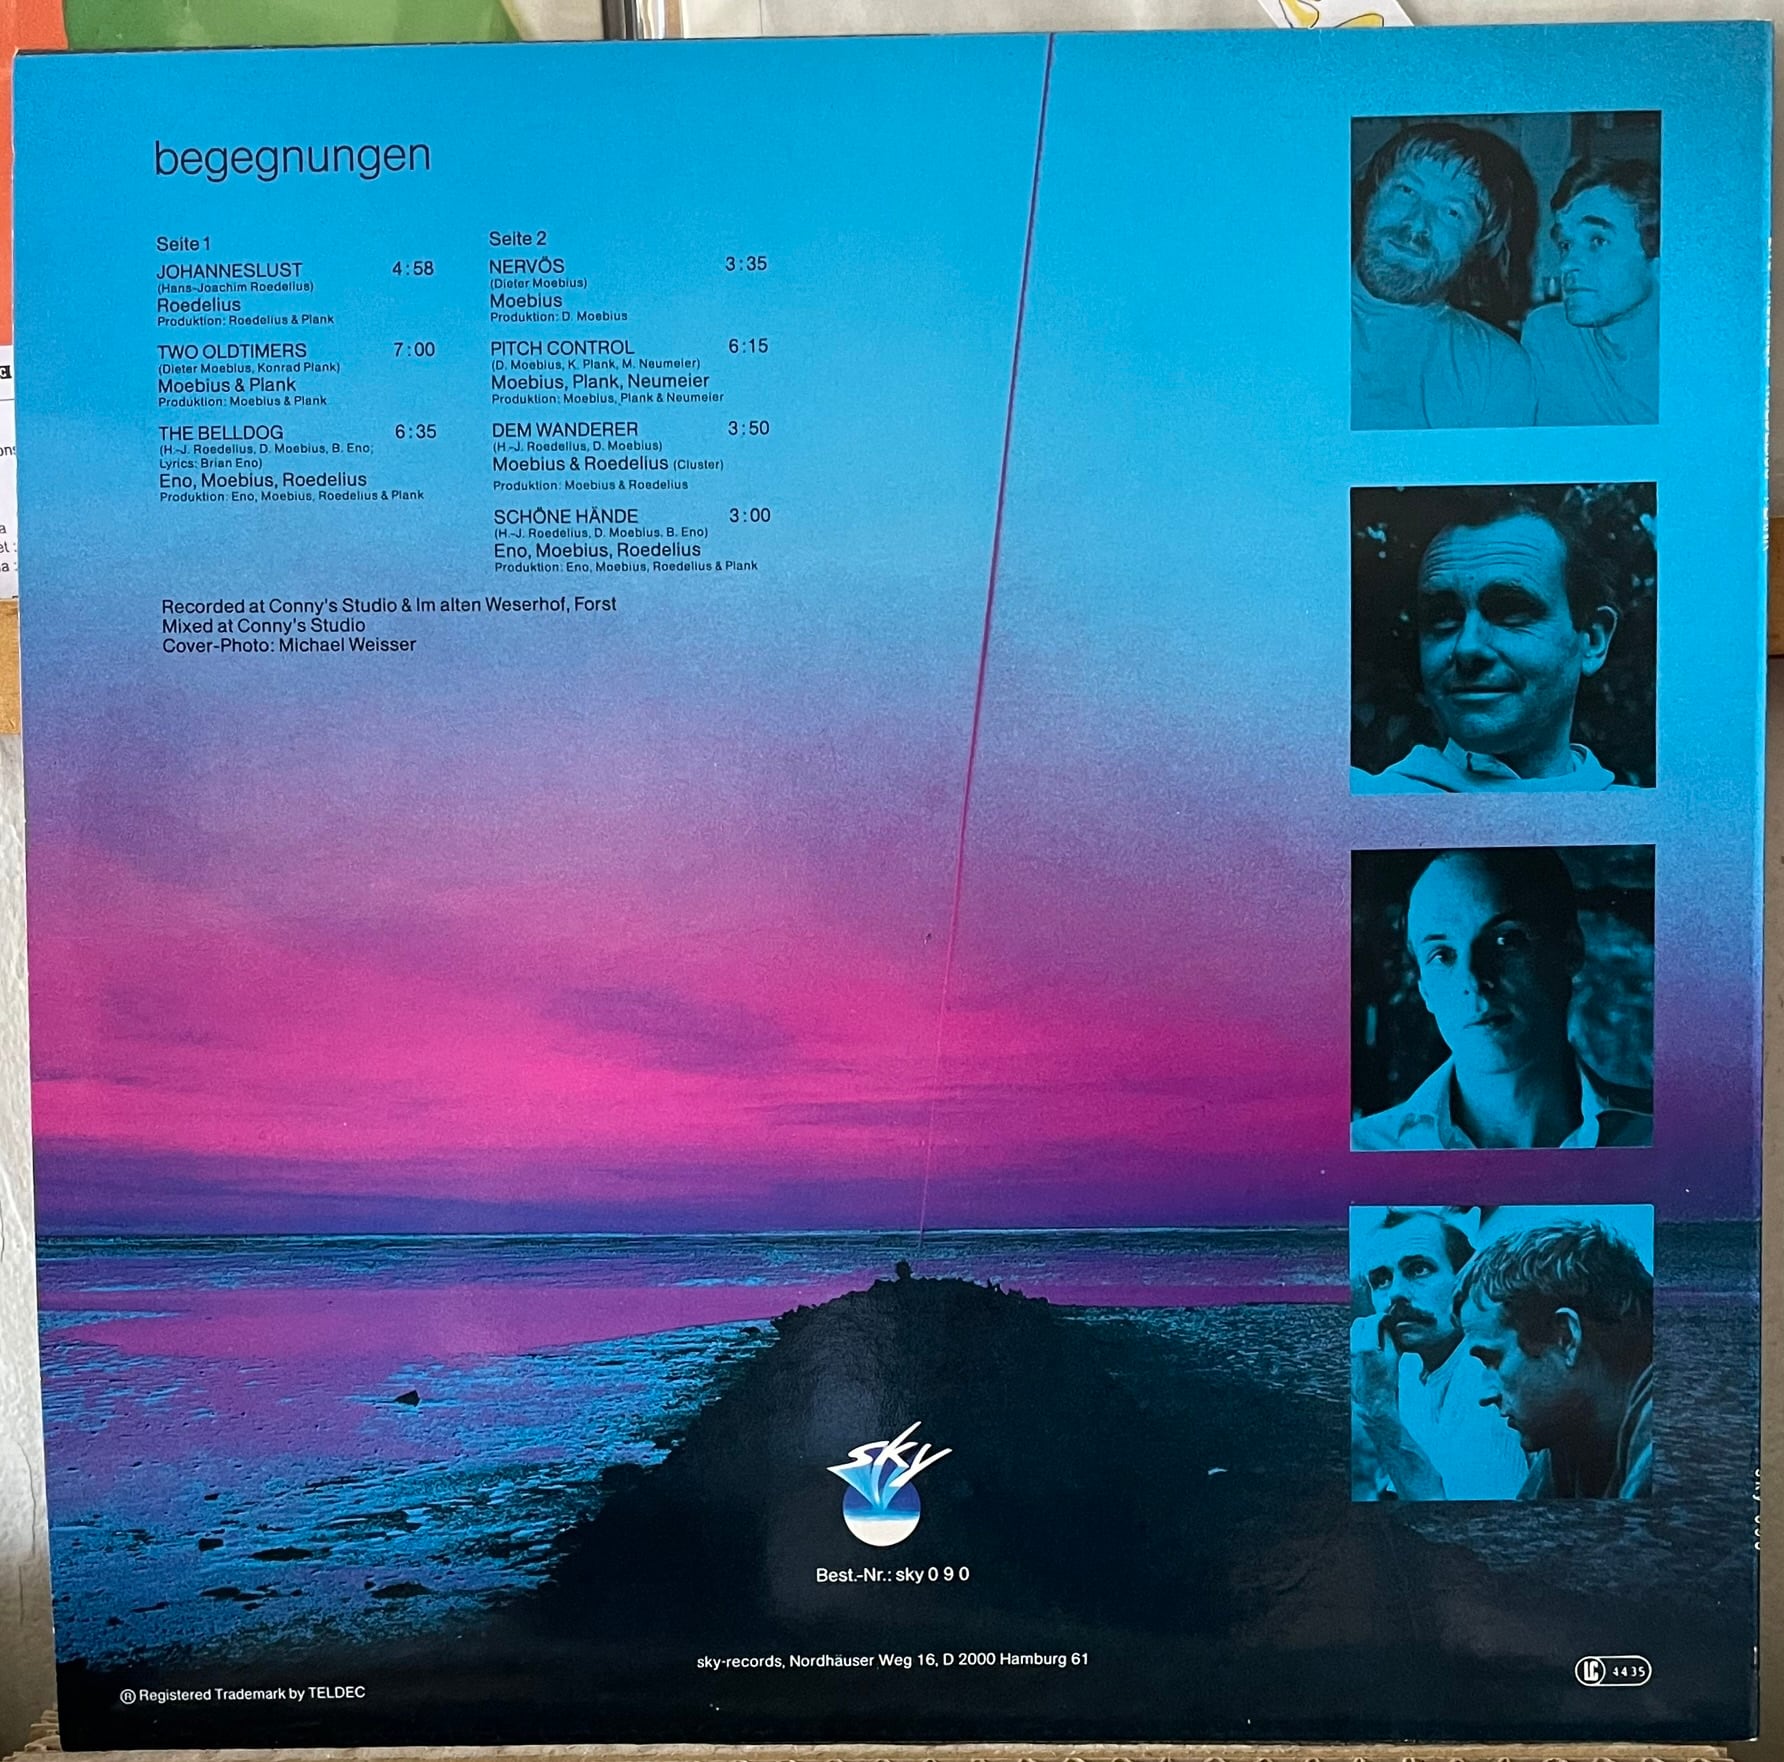 begegnungen
Seite 1
JOHANNESLUST 4:58
(Hans-Joachim Roedelius)
Roedelius
Produktion: Roedelius & Plank
TWO OLDTIMERS 7:00
(Dieter Moebius, Konrad Plank)
Moebius & Plank
Produktion: Moebius & Plank
THE BELLDOG 6:35
(H.-J. Roedelius, D. Moebius, B. Eno;
Lyrics: Brian Eno)
Eno, Moebius, Roedelius
Produktion: Eno, Moebius, Roedelius & Plank
Seite 2
NERVÖS 3:35
(Dieter Moebius)
Moebius
Produktion: D. Moebius
PITCH CONTROL 6:15
(D. Moebius, K. Plank, M. Neumeier)
Moebius, Plank, Neumeier
Produktion: Moebius, Plank & Neumeier
DEM WANDERER 3:50
(H.-J. Roedelius, D. Moebius)
Moebius & Roedelius (Cluster)
Produktion: Moebius & Roedelius
SCHÖNE HÄNDE 3:00
(H.-J. Roedelius, D. Moebius, B. Eno)
Eno, Moebius, Roedelius
Produktion: Eno, Moebius, Roedelius & Plank
Recorded at Conny's Studio & Im alten Weserhof, Forst
Mixed at Conny's Studio
Cover-Photo: Michael Weisser
sky
Best.-Nr.: sky 0 9 0
sky-records, Nordhäuser Weg 16, D 2000 Hamburg 61
® Registered Trademark by TELDEC
LC 4435